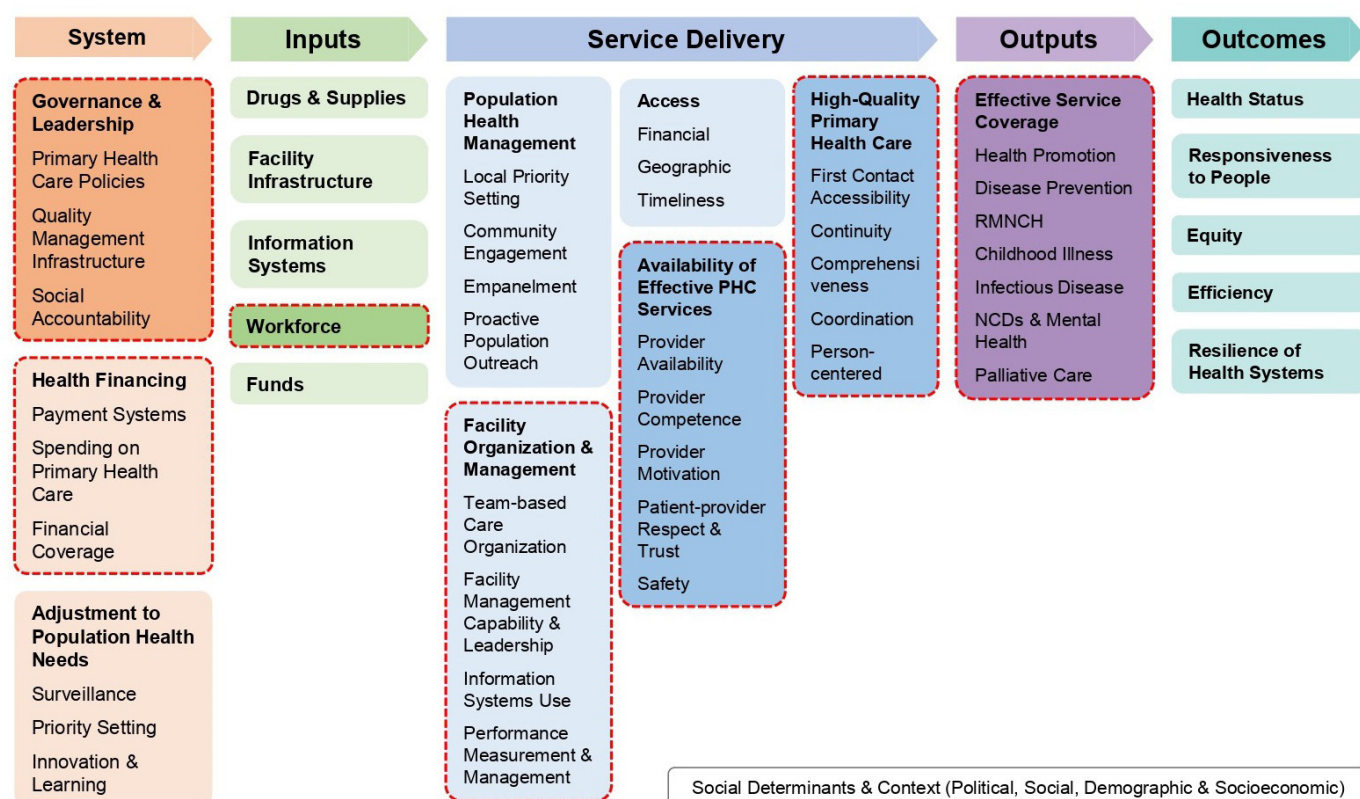 System
Inputs
Service Delivery
Outputs
Outcomes
Governance &
Leadership
Primary Health
Care Policies
Quality
Management
Infrastructure
Social
Accountability
Health Financing
Payment Systems
Spending on
Primary Health
Care
Financial
Coverage
Adjustment to
Population Health
Needs
Surveillance
Priority Setting
Innovation &
Learning
Drugs & Supplies
Facility
Infrastructure
Information
Systems
Workforce
Funds
Population
Health
Management
Local Priority
Setting
Community
Engagement
Empanelment
Proactive
Population
Outreach
Facility
Organization &
Management
Team-based
Care
Organization
Facility
Management
Capability &
Leadership
Information
Systems Use
Performance
Measurement &
Management
Access
Financial
Geographic
Timeliness
Availability of
Effective PHC
Services
Provider
Availability
Provider
Competence
Provider
Motivation
Patient-provider
Respect &
Trust
Safety
High-Quality
Primary
Health Care
First Contact
Accessibility
Continuity
Comprehensi
veness
Coordination
Person-
centered
Effective Service
Coverage
Health Promotion
Disease Prevention
RMNCH
Childhood Illness
Infectious Disease
NCDs & Mental
Health
Palliative Care
Health Status
Responsiveness
to People
Equity
Efficiency
Resilience of
Health Systems
Social Determinants & Context (Political, Social, Demographic & Socioeconomic)